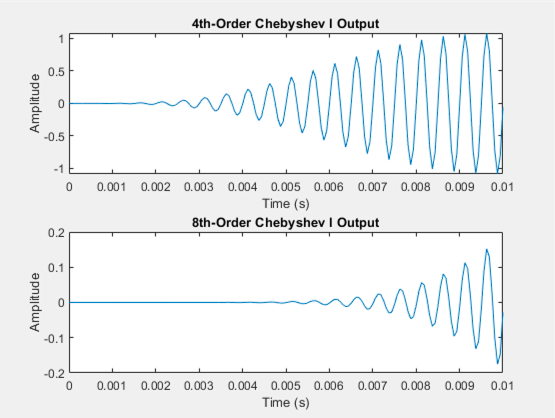 4th-Order Chebyshev I Output
Amplitude
1
0.5
0
-0.5
-1
0 0.001 0.002 0.003 0.004 0.005 0.006 0.007 0.008 0.009 0.01
Time (s)
8th-Order Chebyshev I Output
Amplitude
0.2
0.1
0
-0.1
-0.2
0 0.001 0.002 0.003 0.004 0.005 0.006 0.007 0.008 0.009 0.01
Time (s)